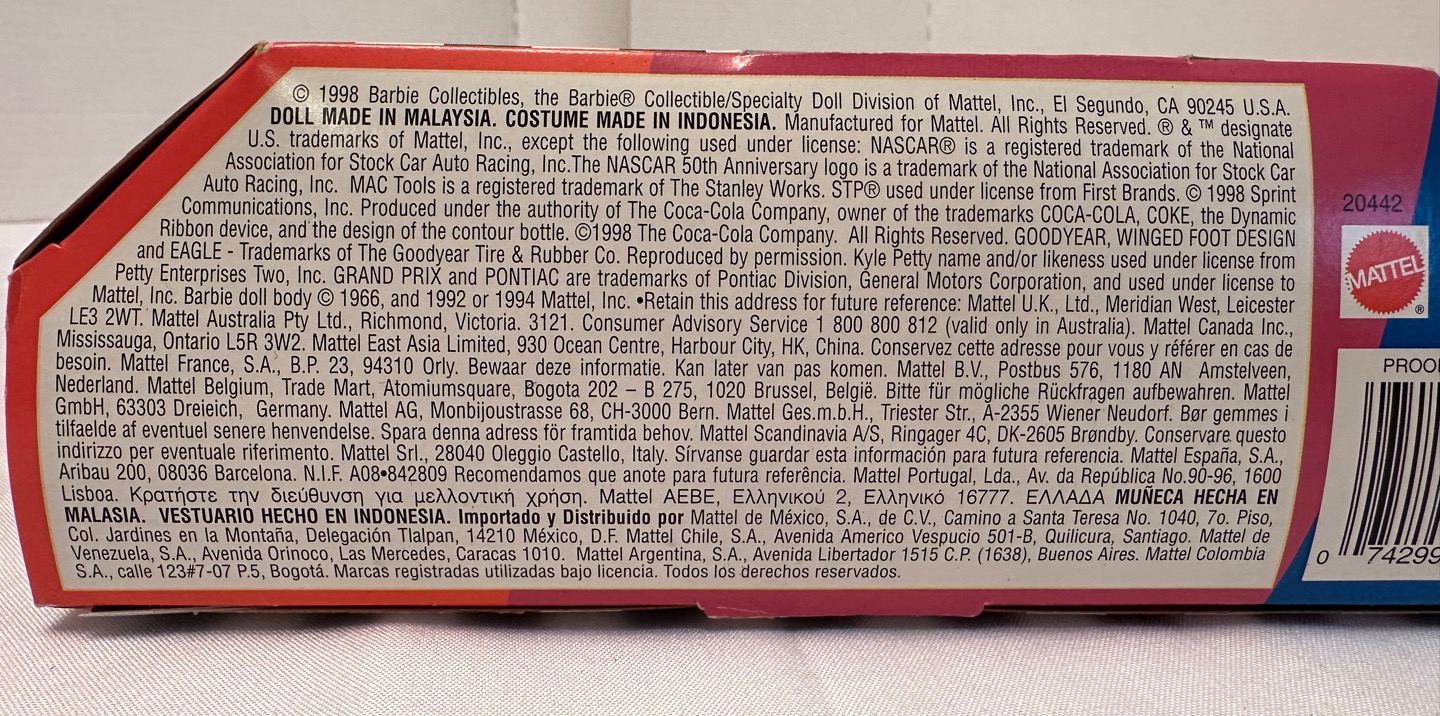 © 1998 Barbie Collectibles, the Barbie® Collectible/Specialty Doll Division of Mattel, Inc., El Segundo, CA 90245 U.S.A.
DOLL MADE IN MALAYSIA. COSTUME MADE IN INDONESIA. Manufactured for Mattel. All Rights Reserved. ® & ™ designate
U.S. trademarks of Mattel, Inc., except the following used under license: NASCAR® is a registered trademark of the National
Association for Stock Car Auto Racing, Inc.The NASCAR 50th Anniversary logo is a trademark of the National Association for Stock Car
Auto Racing, Inc. MAC Tools is a registered trademark of The Stanley Works. STP® used under license from First Brands. © 1998 Sprint
Communications, Inc. Produced under the authority of The Coca-Cola Company, owner of the trademarks COCA-COLA, COKE, the Dynamic
Ribbon device, and the design of the contour bottle. ©1998 The Coca-Cola Company. All Rights Reserved. GOODYEAR, WINGED FOOT DESIGN
and EAGLE - Trademarks of The Goodyear Tire & Rubber Co. Reproduced by permission. Kyle Petty name and/or likeness used under license from
Petty Enterprises Two, Inc. GRAND PRIX and PONTIAC are trademarks of Pontiac Division, General Motors Corporation, and used under license to
Mattel, Inc. Barbie doll body © 1966, and 1992 or 1994 Mattel, Inc. •Retain this address for future reference: Mattel U.K., Ltd., Meridian West, Leicester
LE3 2WT. Mattel Australia Pty Ltd., Richmond, Victoria. 3121. Consumer Advisory Service 1 800 800 812 (valid only in Australia). Mattel Canada Inc.,
Mississauga, Ontario L5R 3W2. Mattel East Asia Limited, 930 Ocean Centre, Harbour City, HK, China. Conservez cette adresse pour vous y référer en cas de
besoin. Mattel France, S.A., B.P. 23, 94310 Orly. Bewaar deze informatie. Kan later van pas komen. Mattel B.V., Postbus 576, 1180 AN Amstelveen,
Nederland. Mattel Belgium, Trade Mart, Atomiumsquare, Bogota 202 – B 275, 1020 Brussel, België. Bitte für mögliche Rückfragen aufbewahren. Mattel
GmbH, 63303 Dreieich, Germany. Mattel AG, Monbijoustrasse 68, CH-3000 Bern. Mattel Ges.m.b.H., Triester Str., A-2355 Wiener Neudorf. Bør gemmes i
tilfaelde af eventuel senere henvendelse. Spara denna adress för framtida behov. Mattel Scandinavia A/S, Ringager 4C, DK-2605 Brøndby. Conservare questo
indirizzo per eventuale riferimento. Mattel Srl., 28040 Oleggio Castello, Italy. Sírvanse guardar esta información para futura referencia. Mattel España, S.A.,
Aribau 200, 08036 Barcelona. N.I.F. A08•842809 Recomendamos que anote para futura referência. Mattel Portugal, Lda., Av. da República No.90-96, 1600
Lisboa. Κρατήστε την διεύθυνση για μελλοντική χρήση. Mattel AEBE, Ελληνικού 2, Ελληνικό 16777. ΕΛΛΑΔΑ MUÑECA HECHA EN
MALASIA. VESTUARIO HECHO EN INDONESIA. Importado y Distribuido por Mattel de México, S.A., de C.V., Camino a Santa Teresa No. 1040, 7o. Piso,
Col. Jardines en la Montaña, Delegación Tlalpan, 14210 México, D.F. Mattel Chile, S.A., Avenida Americo Vespucio 501-B, Quilicura, Santiago. Mattel de
Venezuela, S.A., Avenida Orinoco, Las Mercedes, Caracas 1010. Mattel Argentina, S.A., Avenida Libertador 1515 C.P. (1638), Buenos Aires. Mattel Colombia
S.A., calle 123#7-07 P.5, Bogotá. Marcas registradas utilizadas bajo licencia. Todos los derechos reservados.
20442
MATTEL ®
PROO
0 74299